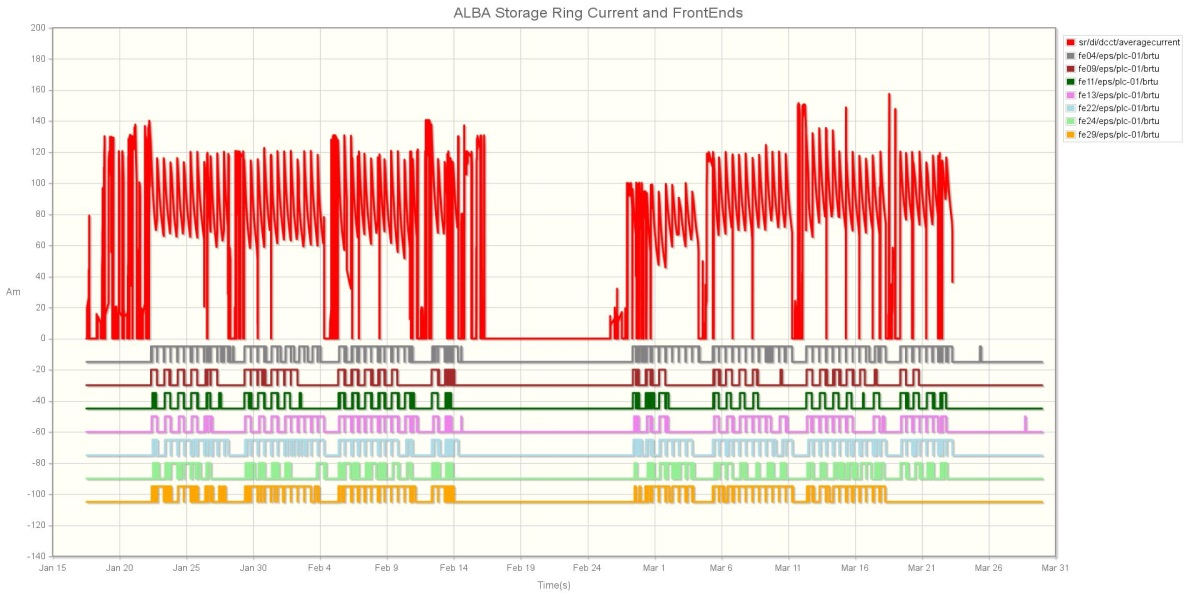 ALBA Storage Ring Current and FrontEnds
200
180
160
140
120
100
80
60
40
20
0
-20
-40
-60
-80
-100
-120
-140
Am
Jan 15 Jan 20 Jan 25 Jan 30 Feb 4 Feb 9 Feb 14 Feb 19 Feb 24 Mar 1 Mar 6 Mar 11 Mar 16 Mar 21 Mar 26 Mar 31
Time(s)
sr/di/dcct/averagecurrent
fe04/eps/plc-01/brtu
fe09/eps/plc-01/brtu
fe11/eps/plc-01/brtu
fe13/eps/plc-01/brtu
fe22/eps/plc-01/brtu
fe24/eps/plc-01/brtu
fe29/eps/plc-01/brtu